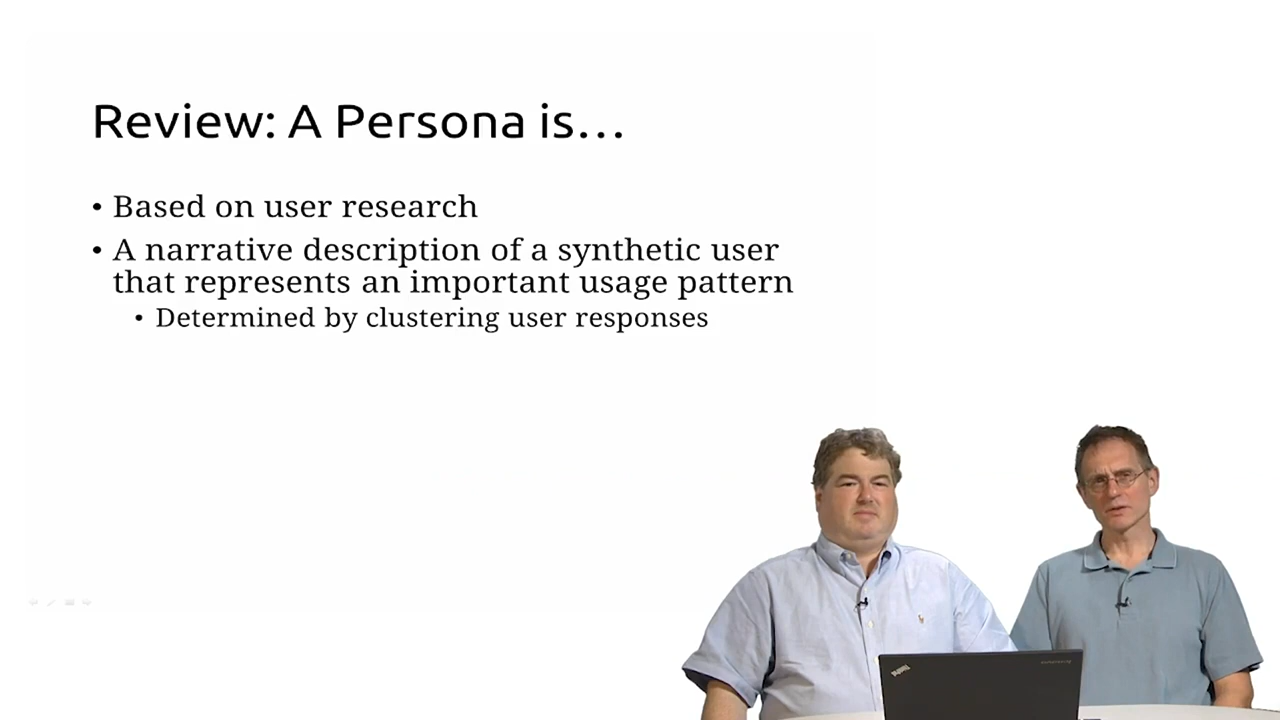 Review: A Persona is...
• Based on user research
• A narrative description of a synthetic user
that represents an important usage pattern
• Determined by clustering user responses
ThinkPad